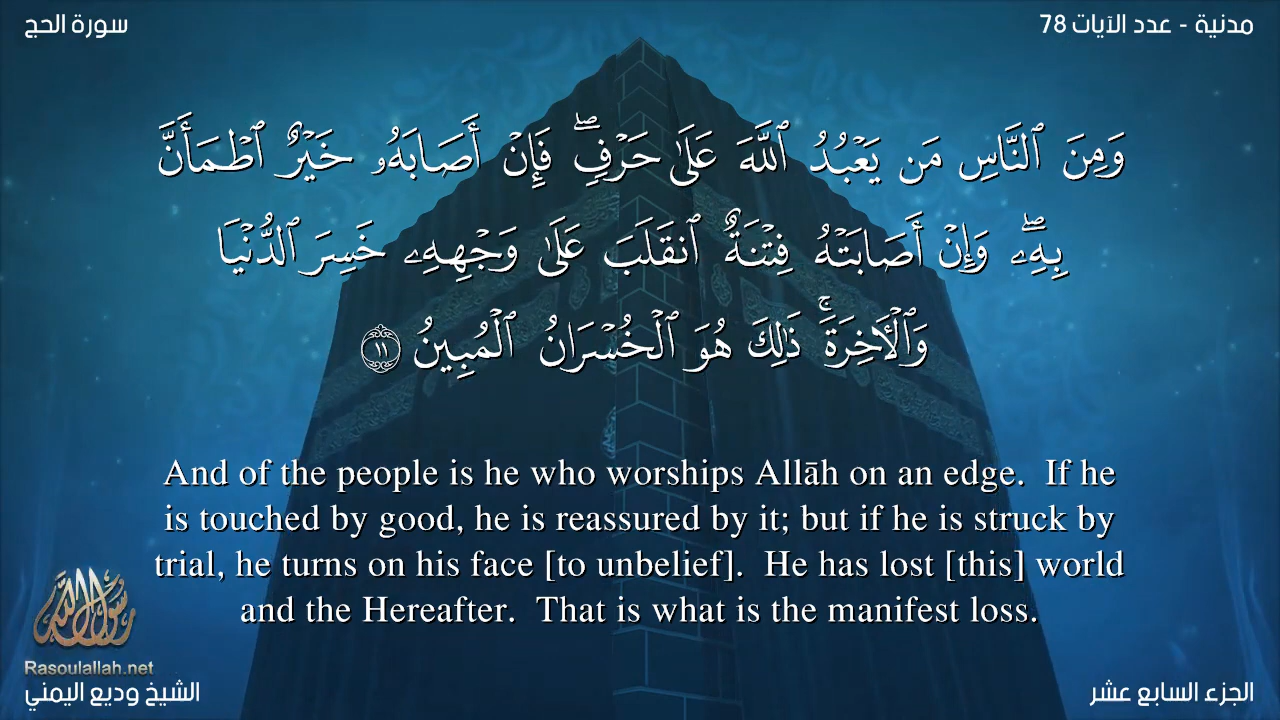 مدنية - عدد الآيات 78
سورة الحج
وَمِنَ ٱلنَّاسِ مَن يَعْبُدُ ٱللَّهَ عَلَىٰ حَرْفٍۖ فَإِنْ أَصَابَهُۥ خَيْرٌ ٱطْمَأَنَّ
بِهِۦۖ وَإِنْ أَصَابَتْهُ فِتْنَةٌ ٱنقَلَبَ عَلَىٰ وَجْهِهِۦ خَسِرَ ٱلدُّنْيَا
وَٱلْأَخِرَةَۚ ذَٰلِكَ هُوَ ٱلْخُسْرَانُ ٱلْمُبِينُ ١١
And of the people is he who worships Allāh on an edge. If he
is touched by good, he is reassured by it; but if he is struck by
trial, he turns on his face [to unbelief]. He has lost [this] world
and the Hereafter. That is what is the manifest loss.
رسول الله
Rasoulallah.net
الجزء السابع عشر
الشيخ وديع اليمني